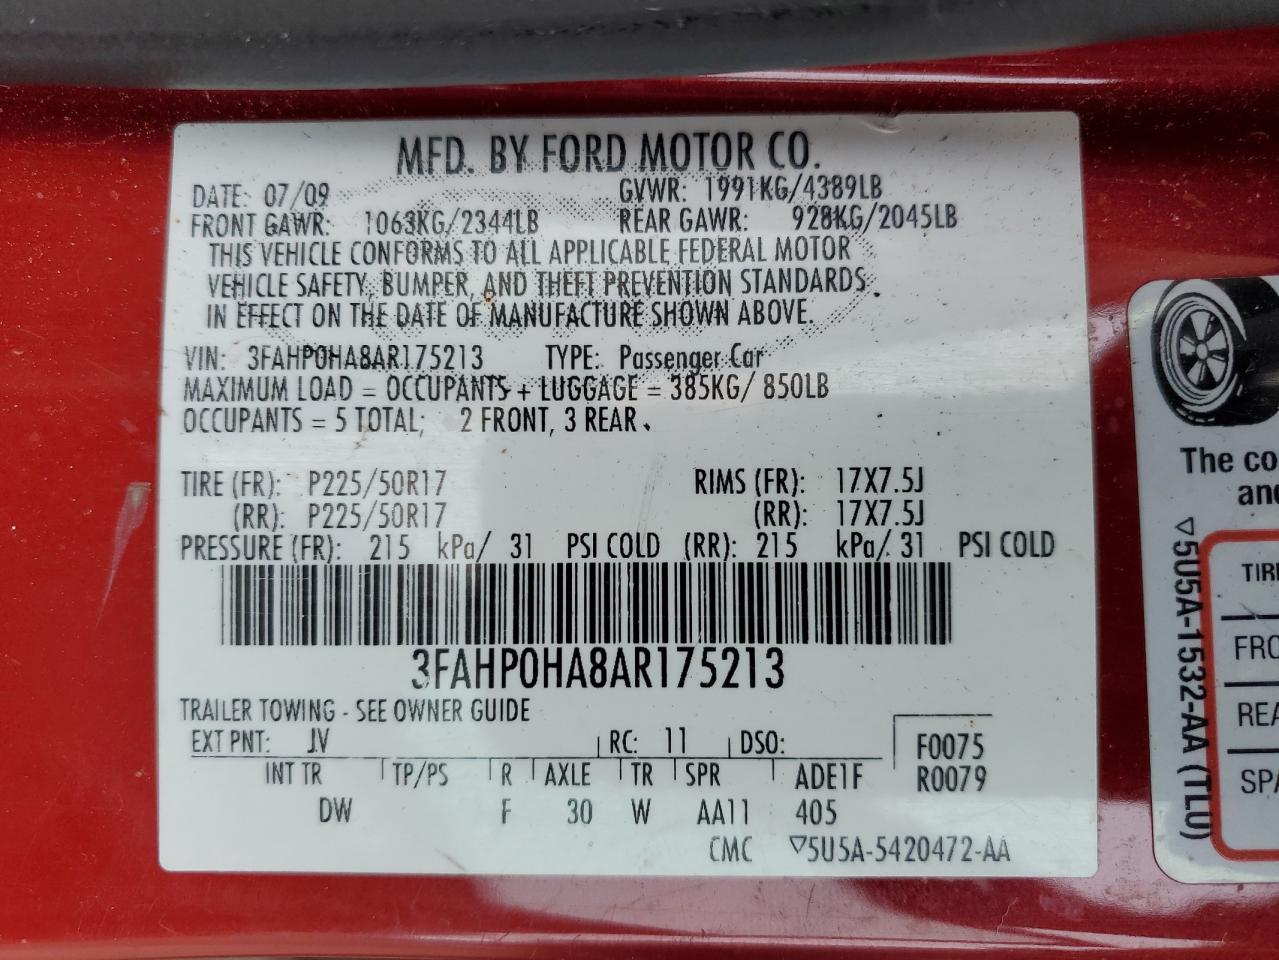 MFD. BY FORD MOTOR CO.
DATE: 07/09 GVWR: 1991KG/4389LB
FRONT GAWR: 1063KG/2344LB REAR GAWR: 928KG/2045LB
THIS VEHICLE CONFORMS TO ALL APPLICABLE FEDERAL MOTOR
VEHICLE SAFETY, BUMPER, AND THEFT PREVENTION STANDARDS
IN EFFECT ON THE DATE OF MANUFACTURE SHOWN ABOVE.
VIN: 3FAHP0HA8AR175213 TYPE: Passenger Car
MAXIMUM LOAD = OCCUPANTS + LUGGAGE = 385KG/ 850LB
OCCUPANTS = 5 TOTAL; 2 FRONT, 3 REAR.
TIRE (FR): P225/50R17 RIMS (FR): 17X7.5J
(RR): P225/50R17 (RR): 17X7.5J
PRESSURE (FR): 215 kPa/ 31 PSI COLD (RR): 215 kPa/ 31 PSI COLD
3FAHP0HA8AR175213
TRAILER TOWING - SEE OWNER GUIDE
EXT PNT: JV RC: 11 DSO: F0075
INT TR TP/PS R AXLE TR SPR ADE1F R0079
DW F 30 W AA11 405
CMC ▽5U5A-5420472-AA
The co
and
▽5U5A-1532-AA (TLU)
TIRE
FRO
REA
SPA